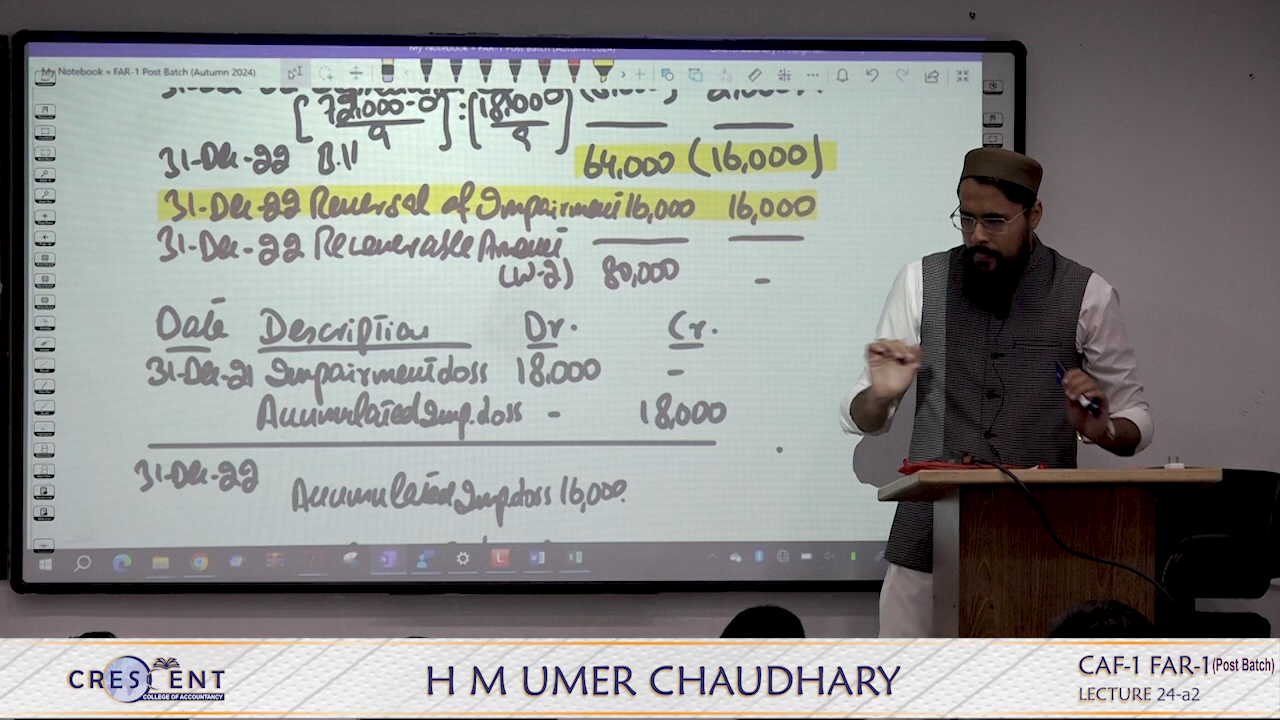 My Notebook » FAR-1 Post Batch (Autumn 2024)
[72,000-0 / 9] : [18,000 / 9]
31-Dec-22 B.V 64,000 (16,000)
31-Dec-22 Reversal of Impairment 16,000 16,000
31-Dec-22 Recoverable Amount
(W-2) 80,000 -
Date Description Dr. Cr.
31-Dec-21 Impairment Loss 18,000 -
Accumulated Imp. Loss - 18,000
31-Dec-22
Accumulated Imp. Loss 16,000.
CRESCENT
COLLEGE OF ACCOUNTANCY
H M UMER CHAUDHARY
CAF-1 FAR-1 (Post Batch)
LECTURE 24-a2